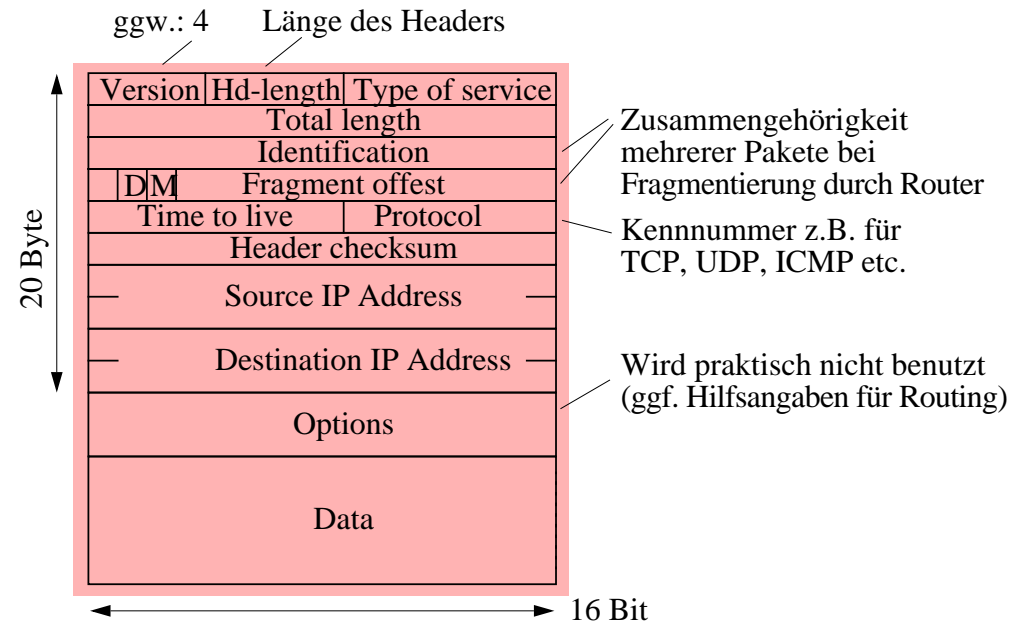 ggw.: 4
Länge des Headers
Version Hd-length Type of service
Total length
Identification
D M Fragment offest
Time to live Protocol
Header checksum
Source IP Address
Destination IP Address
Options
Data
20 Byte
16 Bit
Zusammengehörigkeit
mehrerer Pakete bei
Fragmentierung durch Router
Kennnummer z.B. für
TCP, UDP, ICMP etc.
Wird praktisch nicht benutzt
(ggf. Hilfsangaben für Routing)